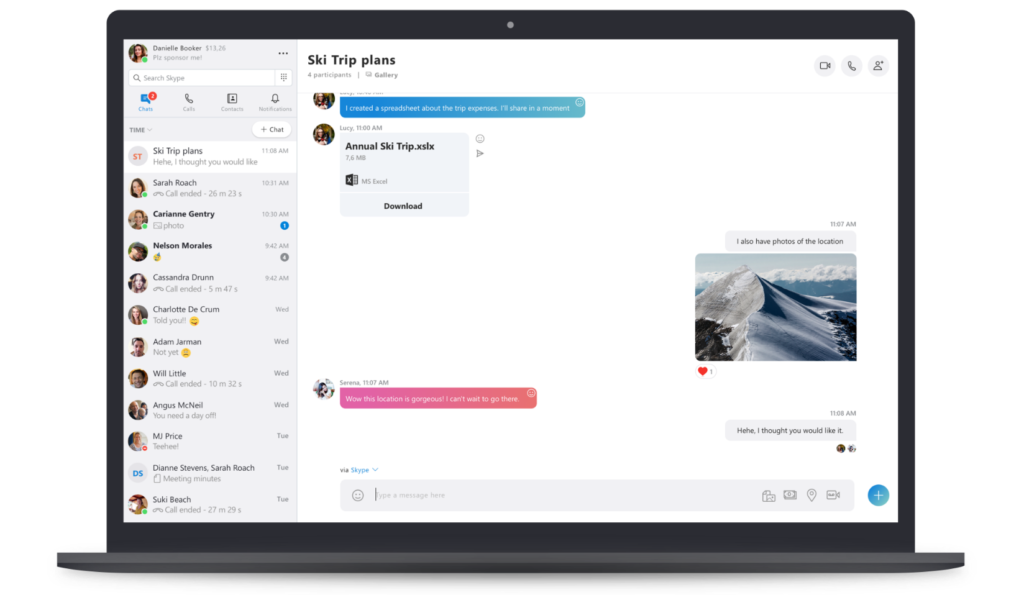 Danielle Booker $13.26
Plz sponsor me!
Search Skype
2
Chats
Calls
Contacts
Notifications
TIME
+ Chat
ST
Ski Trip plans 11:08 AM
Hehe, I thought you would like
Sarah Roach 10:31 AM
Call ended - 26 m 23 s
Carianne Gentry 10:30 AM
photo 1
Nelson Morales 9:42 AM
Cassandra Drunn 9:42 AM
Call ended - 5 m 47 s
Charlotte De Crum Wed
Told you!!
Adam Jarman Wed
Not yet
Will Little Wed
Call ended - 10 m 32 s
Angus McNeil Wed
You need a day off!
MJ Price Tue
Teehee!
DS
Dianne Stevens, Sarah Roach Tue
Meeting minutes
Suki Beach Tue
Call ended - 27 m 29 s
Ski Trip plans
4 participants | Gallery
I created a spreadsheet about the trip expenses. I'll share in a moment
Lucy, 11:00 AM
Annual Ski Trip.xslx
7,6 MB
MS Excel
Download
11:07 AM
I also have photos of the location
1
Serena, 11:07 AM
Wow this location is gorgeous! I can't wait to go there.
11:08 AM
Hehe, I thought you would like it.
via Skype
Type a message here